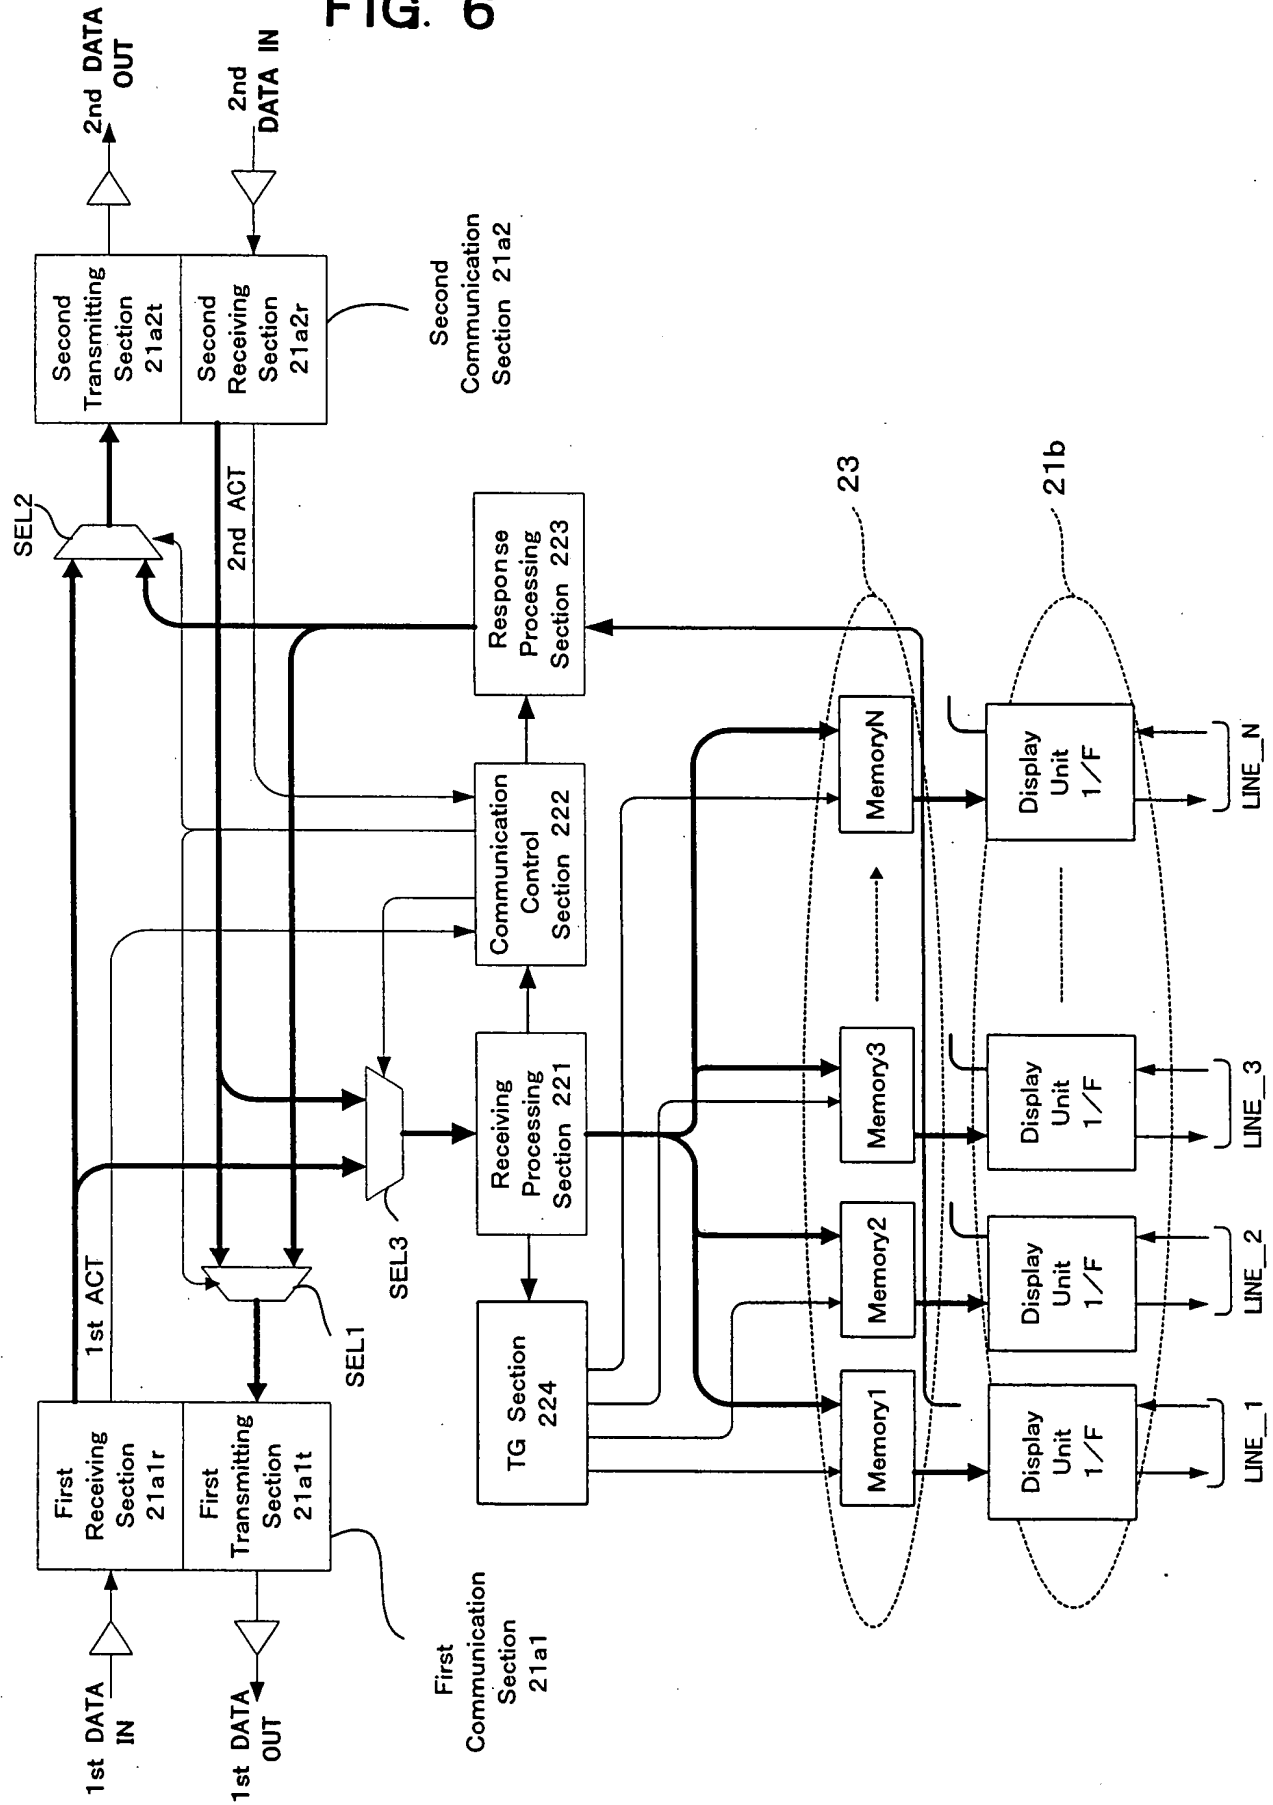 FIG. 6
1st DATA
IN
1st DATA
OUT
First
Receiving
Section
21a1r
First
Transmitting
Section
21a1t
First
Communication
Section
21a1
1st ACT
SEL1
SEL2
SEL3
2nd ACT
Second
Transmitting
Section
21a2t
Second
Receiving
Section
21a2r
2nd DATA
OUT
2nd
DATA IN
Second
Communication
Section 21a2
TG Section
224
Receiving
Processing
Section 221
Communication
Control
Section 222
Response
Processing
Section 223
Memory1
Memory2
Memory3
MemoryN
23
Display
Unit
1/F
Display
Unit
1/F
Display
Unit
1/F
Display
Unit
1/F
21b
LINE_1
LINE_2
LINE_3
LINE_N